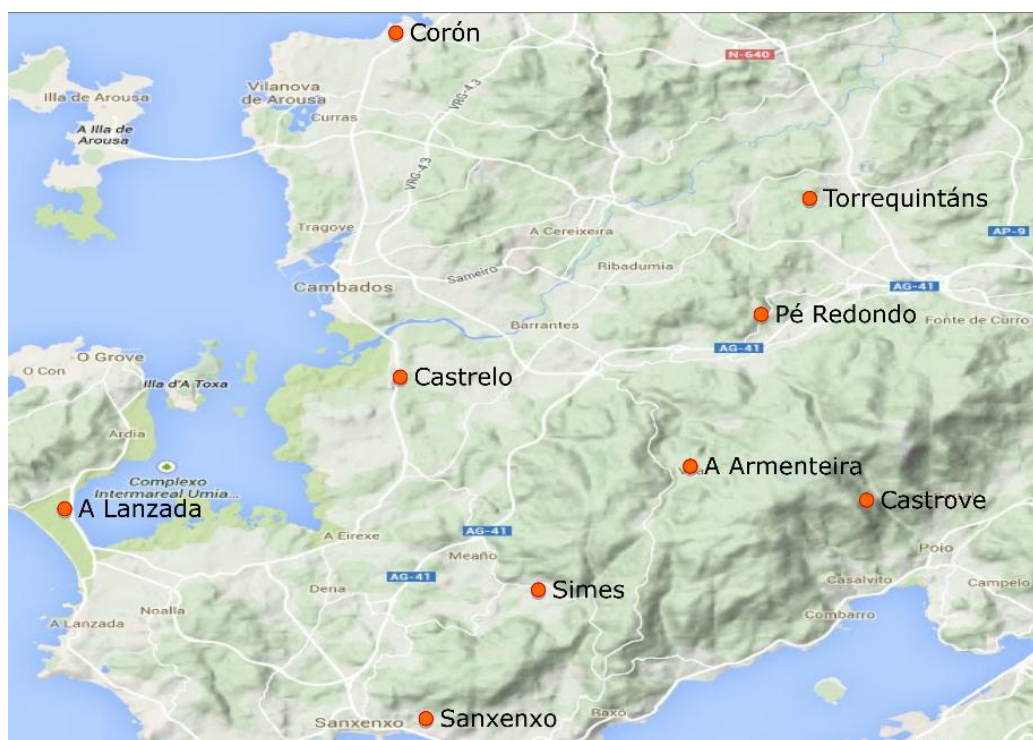 Corón
N-640
Illa de Arousa
Vilanova
de Arousa
VRG-4.3
Curras
A Illa de
Arousa
VRG-4.3
Torrequintáns
Tragove
A Cereixeira
AP-9
Sameiro
Ribadumia
Cambados
AG-41
Pé Redondo
Barrantes
Fonte de Curro
AG-41
O Grove
O Con
Illa d'A Toxa
Castrelo
Ardia
A Armenteira
Complexo
Intermareal Umia...
Castrove
A Lanzada
AG-41
A Eirexe
Meaño
Poio
AG-41
Dena
Simes
Casalvito
Campelo
Noalla
A Lanzada
Combarro
Sanxenxo
Sanxenxo
Raxó